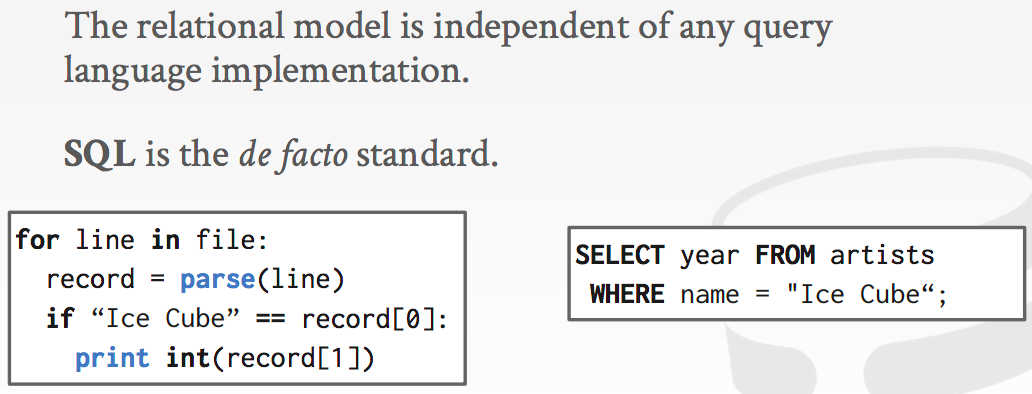 The relational model is independent of any query
language implementation.
SQL is the de facto standard.
for line in file:
record = parse(line)
if “Ice Cube” == record[0]:
print int(record[1])
SELECT year FROM artists
WHERE name = "Ice Cube“;